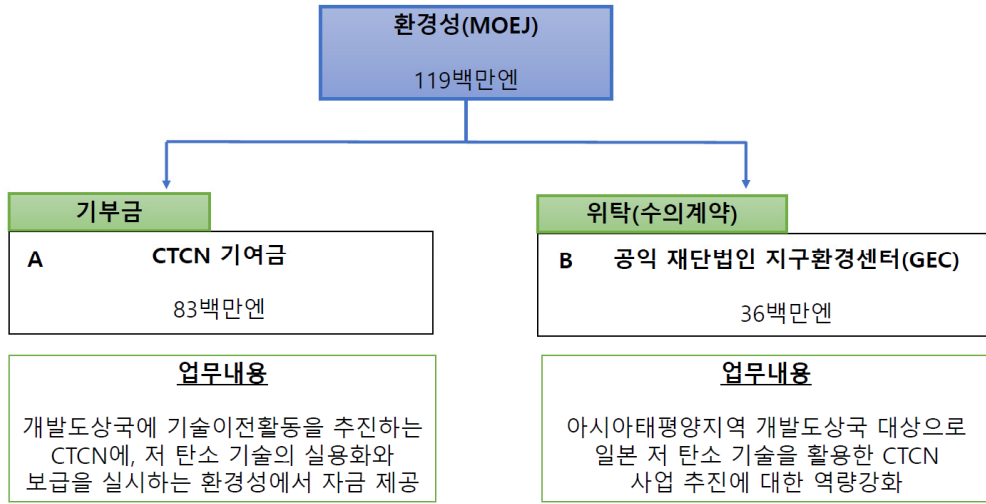 환경성(MOEJ)
119백만엔
기부금
A CTCN 기여금
83백만엔
업무내용
개발도상국에 기술이전활동을 추진하는
CTCN에, 저 탄소 기술의 실용화와
보급을 실시하는 환경성에서 자금 제공
위탁(수의계약)
B 공익 재단법인 지구환경센터(GEC)
36백만엔
업무내용
아시아태평양지역 개발도상국 대상으로
일본 저 탄소 기술을 활용한 CTCN
사업 추진에 대한 역량강화